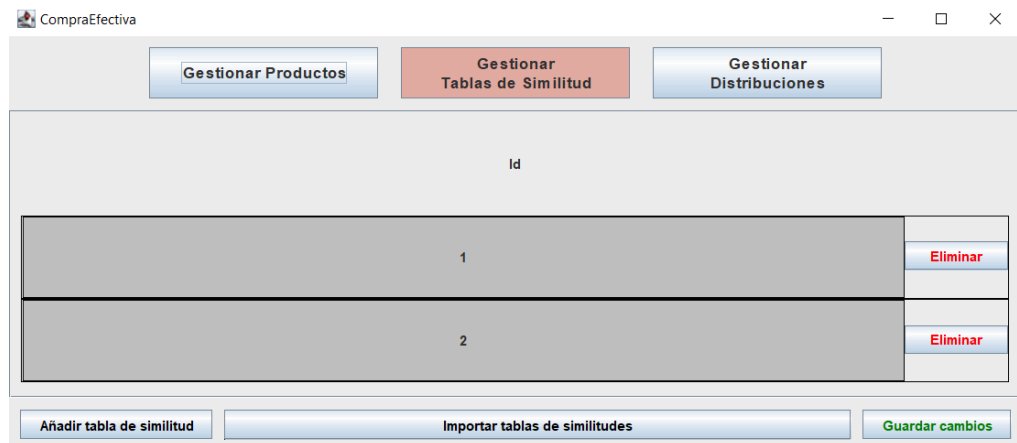 CompraEfectiva
Gestionar Productos
Gestionar
Tablas de Similitud
Gestionar
Distribuciones
Id
1
Eliminar
2
Eliminar
Añadir tabla de similitud
Importar tablas de similitudes
Guardar cambios